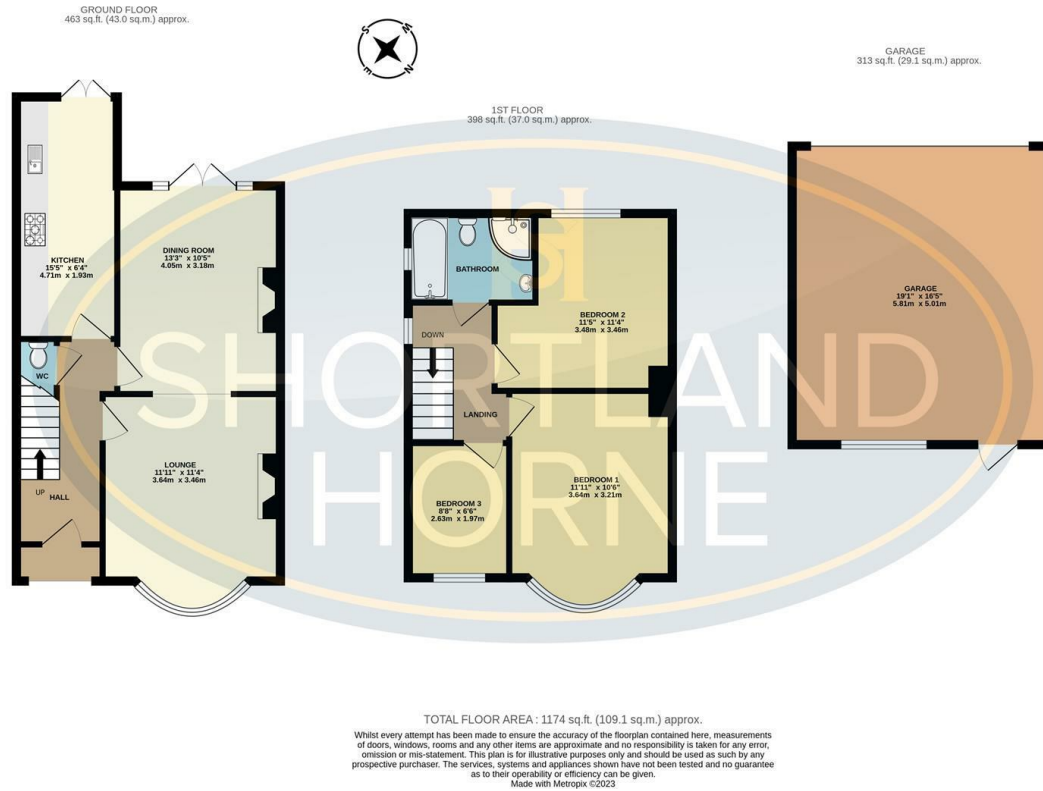 GROUND FLOOR
463 sq.ft. (43.0 sq.m.) approx.
KITCHEN
15'5" x 6'4"
4.71m x 1.93m
DINING ROOM
13'3" x 10'5"
4.05m x 3.18m
WC
UP
HALL
LOUNGE
11'11" x 11'4"
3.64m x 3.46m
S
W
E
N
1ST FLOOR
398 sq.ft. (37.0 sq.m.) approx.
BATHROOM
DOWN
BEDROOM 2
11'5" x 11'4"
3.48m x 3.46m
LANDING
BEDROOM 3
8'8" x 6'6"
2.63m x 1.97m
BEDROOM 1
11'11" x 10'6"
3.64m x 3.21m
GARAGE
313 sq.ft. (29.1 sq.m.) approx.
GARAGE
19'1" x 16'5"
5.81m x 5.01m
SH
SHORTLAND
HORNE
TOTAL FLOOR AREA : 1174 sq.ft. (109.1 sq.m.) approx.
Whilst every attempt has been made to ensure the accuracy of the floorplan contained here, measurements
of doors, windows, rooms and any other items are approximate and no responsibility is taken for any error,
omission or mis-statement. This plan is for illustrative purposes only and should be used as such by any
prospective purchaser. The services, systems and appliances shown have not been tested and no guarantee
as to their operability or efficiency can be given.
Made with Metropix ©2023